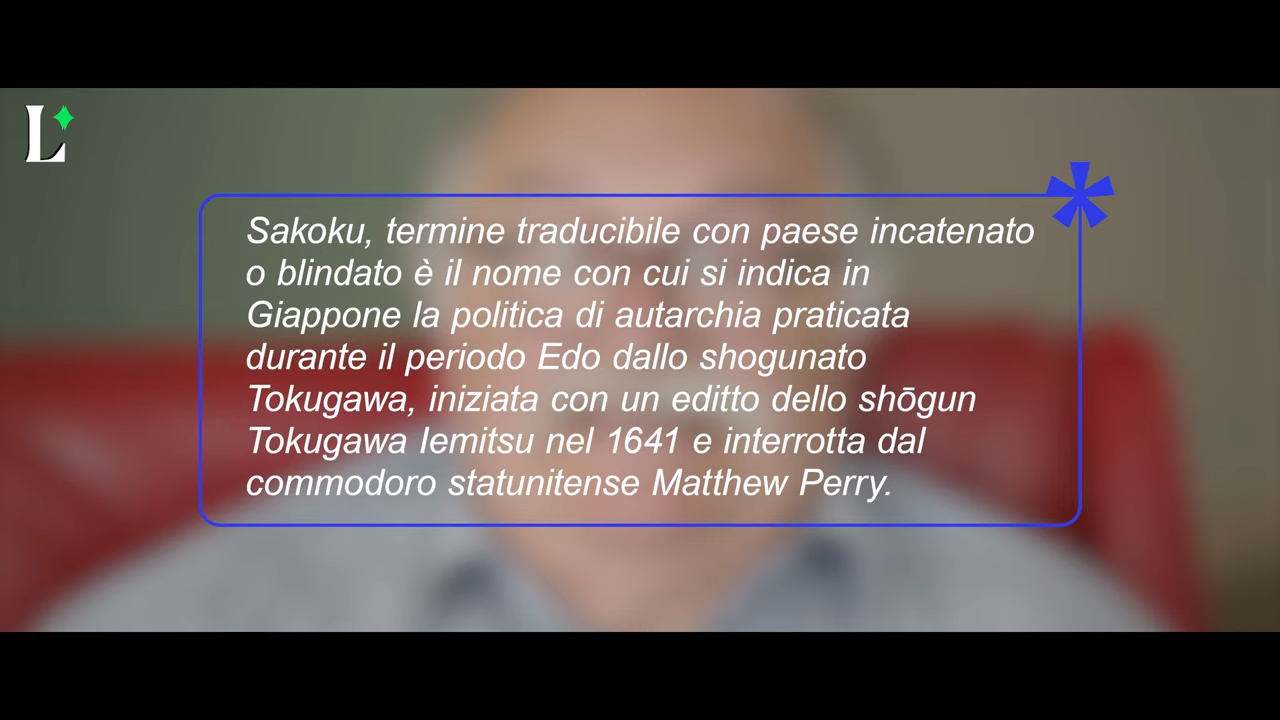 L
Sakoku, termine traducibile con paese incatenato
o blindato è il nome con cui si indica in
Giappone la politica di autarchia praticata
durante il periodo Edo dallo shogunato
Tokugawa, iniziata con un editto dello shōgun
Tokugawa Iemitsu nel 1641 e interrotta dal
commodoro statunitense Matthew Perry.